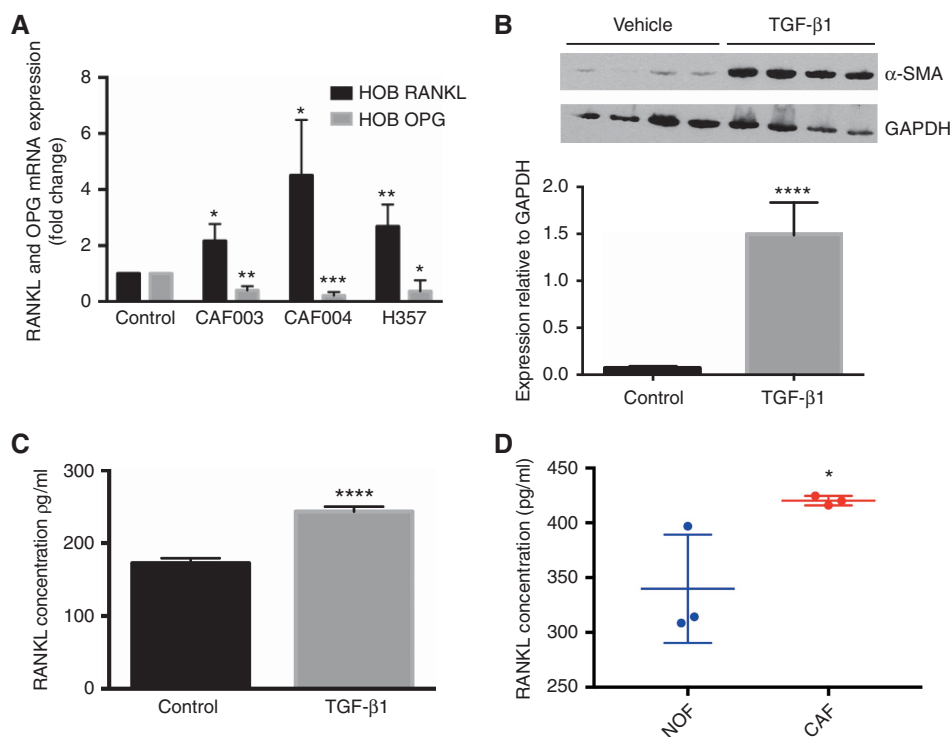 A
RANKL and OPG mRNA expression
(fold change)
8
6
4
2
0
HOB RANKL
HOB OPG
*
**
*
***
**
*
Control
CAF003
CAF004
H357
B
Vehicle
TGF-β1
α-SMA
GAPDH
Expression relative to GAPDH
2.0
1.5
1.0
0.5
0.0
****
Control
TGF-β1
C
RANKL concentration ρg/ml
300
200
100
0
****
Control
TGF-β1
D
RANKL concentration (pg/ml)
450
400
350
300
250
*
NOF
CAF